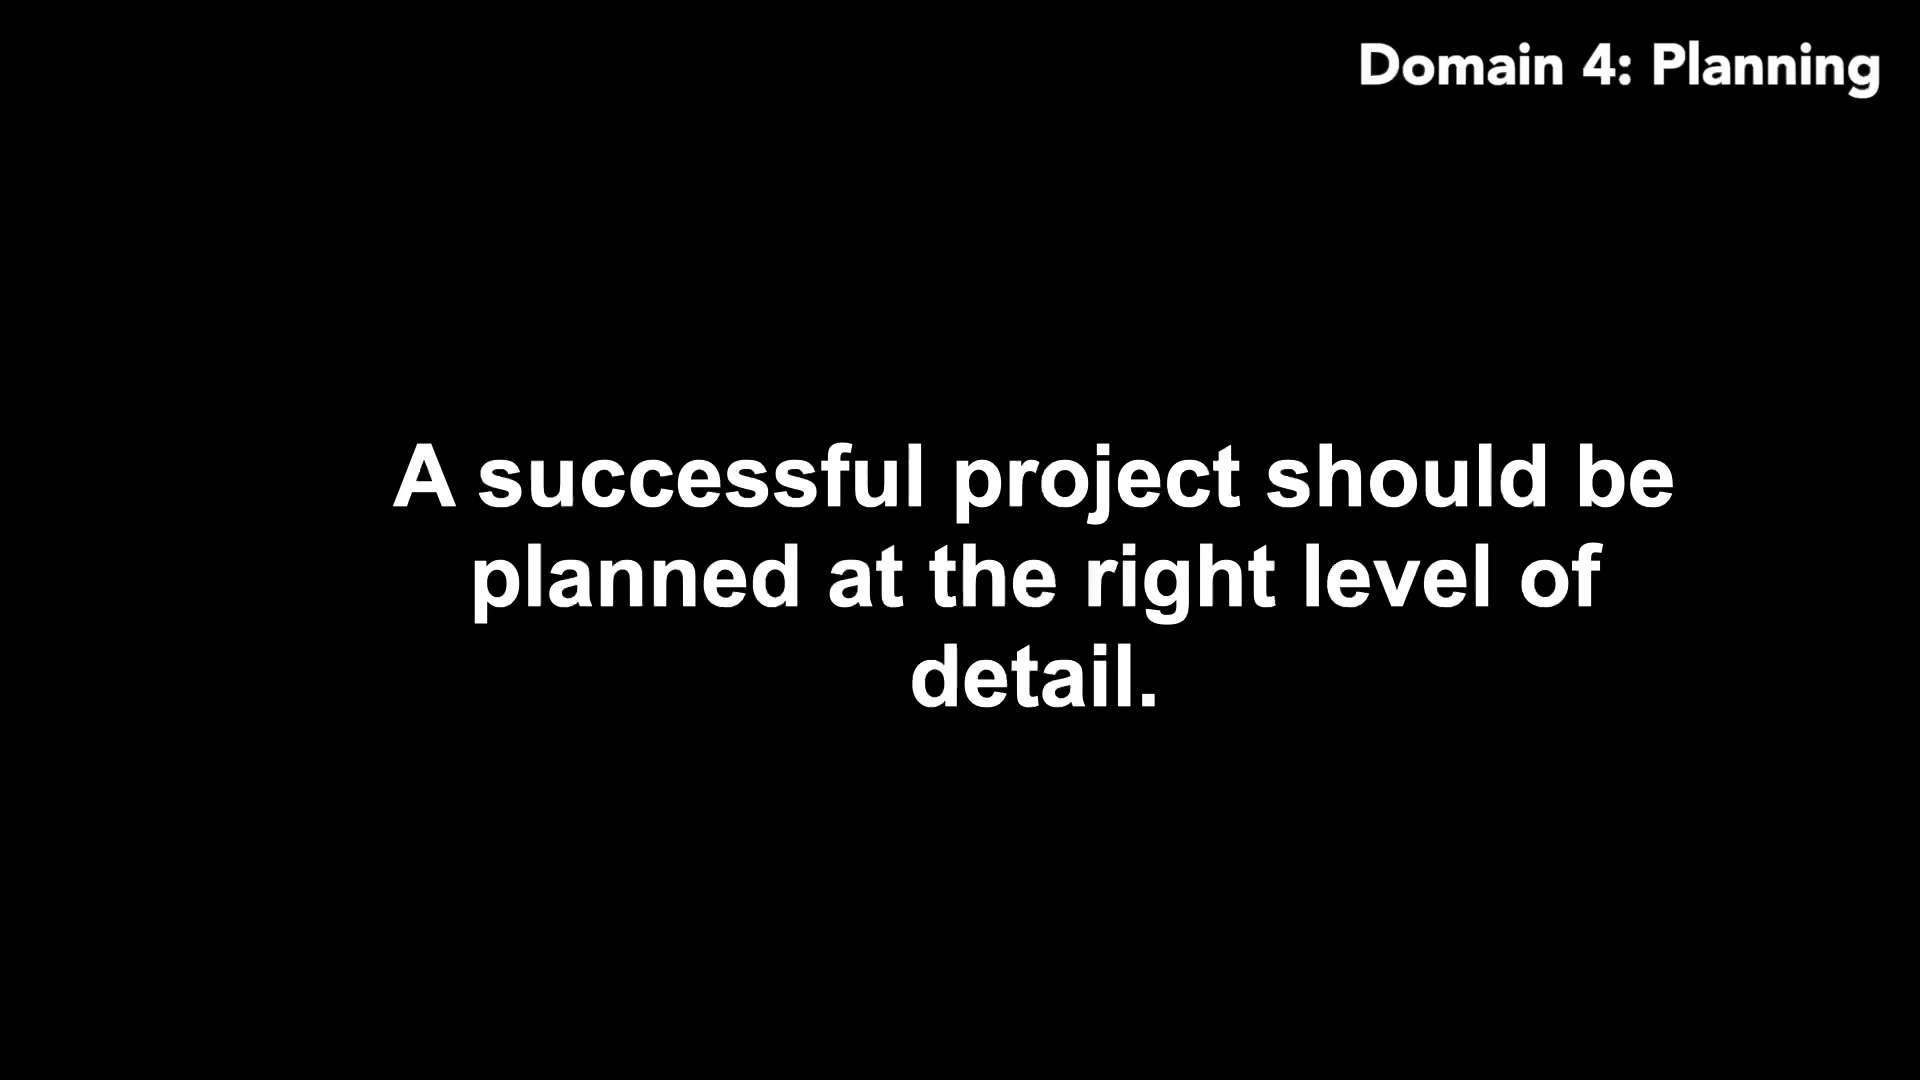 Domain 4: Planning
A successful project should be
planned at the right level of
detail.